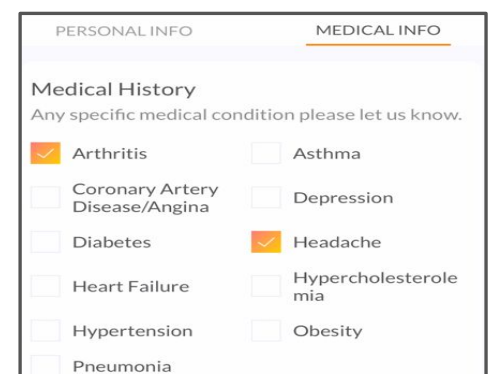 PERSONAL INFO MEDICAL INFO
Medical History
Any specific medical condition please let us know.
Arthritis Asthma
Coronary Artery
Disease/Angina
Depression
Diabetes Headache
Heart Failure
Hypercholesterole
mia
Hypertension Obesity
Pneumonia